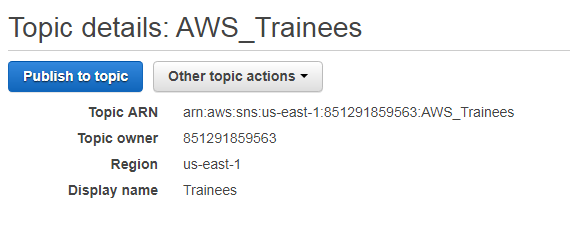 Topic details: AWS_Trainees
Publish to topic Other topic actions
Topic ARN arn:aws:sns:us-east-1:851291859563:AWS_Trainees
Topic owner 851291859563
Region us-east-1
Display name Trainees